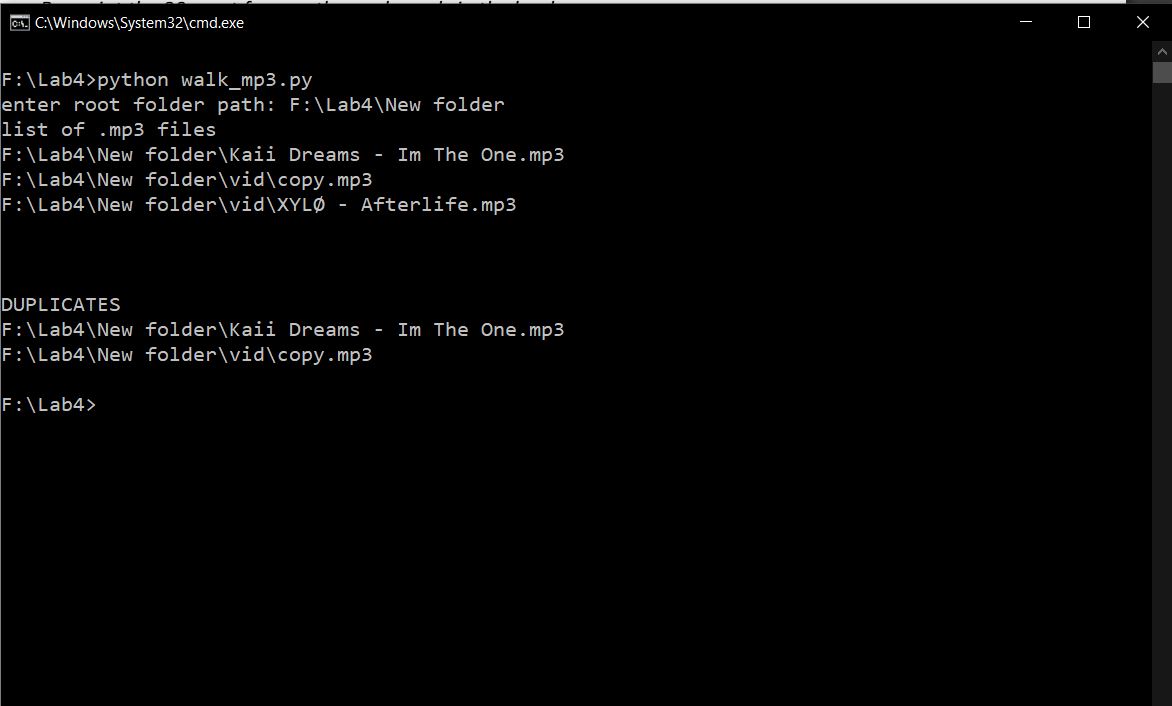 C:\Windows\System32\cmd.exe
F:\Lab4>python walk_mp3.py
enter root folder path: F:\Lab4\New folder
list of .mp3 files
F:\Lab4\New folder\Kaii Dreams - Im The One.mp3
F:\Lab4\New folder\vid\copy.mp3
F:\Lab4\New folder\vid\XYLØ - Afterlife.mp3
DUPLICATES
F:\Lab4\New folder\Kaii Dreams - Im The One.mp3
F:\Lab4\New folder\vid\copy.mp3
F:\Lab4>